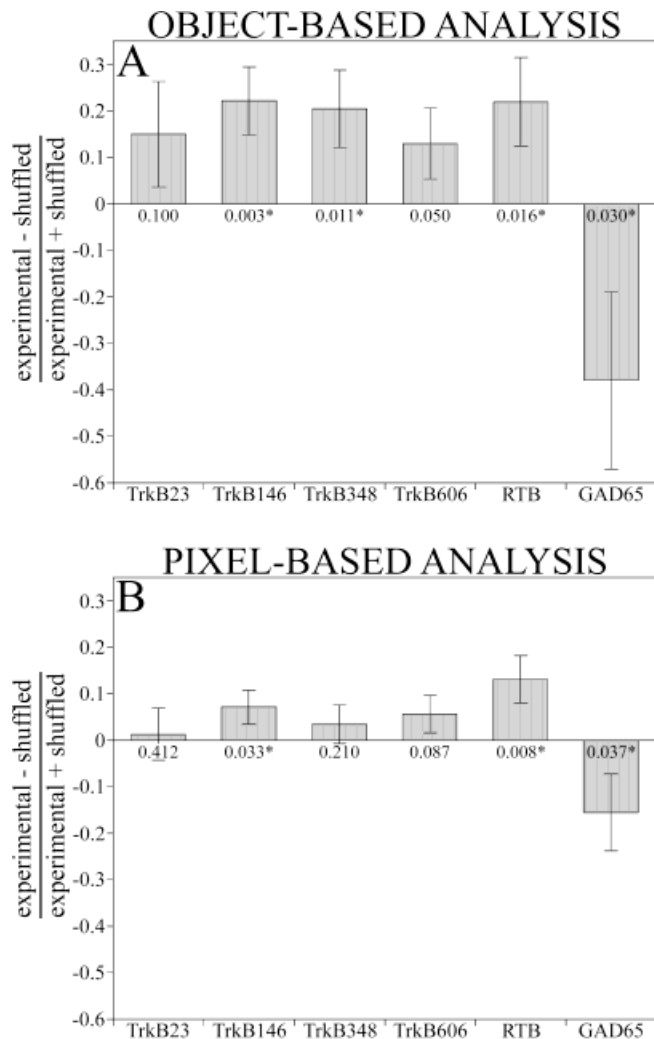 OBJECT-BASED ANALYSIS
A
experimental - shuffled
experimental + shuffled
0.3
0.2
0.1
0
-0.1
-0.2
-0.3
-0.4
-0.5
-0.6
0.100 0.003* 0.011* 0.050 0.016* 0.030*
TrkB23 TrkB146 TrkB348 TrkB606 RTB GAD65
PIXEL-BASED ANALYSIS
B
experimental - shuffled
experimental + shuffled
0.3
0.2
0.1
0
-0.1
-0.2
-0.3
-0.4
-0.5
-0.6
0.412 0.033* 0.210 0.087 0.008* 0.037*
TrkB23 TrkB146 TrkB348 TrkB606 RTB GAD65